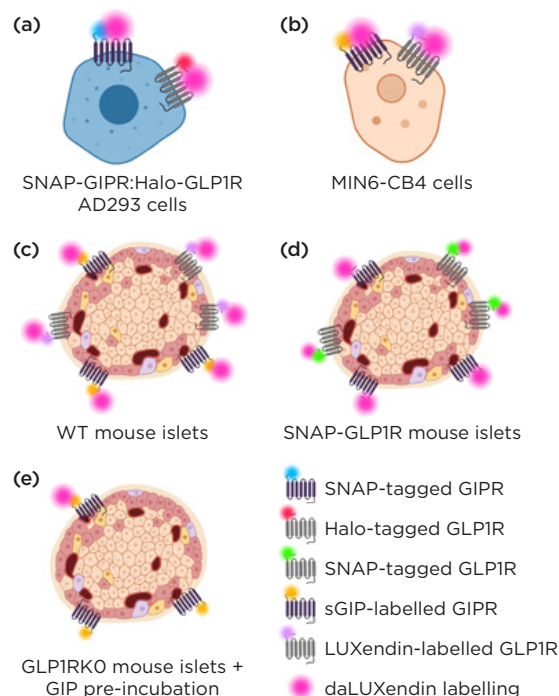 (a)
(b)
SNAP-GIPR:Halo-GLP1R
AD293 cells
MIN6-CB4 cells
(c)
(d)
WT mouse islets
SNAP-GLP1R mouse islets
(e)
GLP1RK0 mouse islets +
GIP pre-incubation
SNAP-tagged GIPR
Halo-tagged GLP1R
SNAP-tagged GLP1R
sGIP-labelled GIPR
LUXendin-labelled GLP1R
daLUXendin labelling